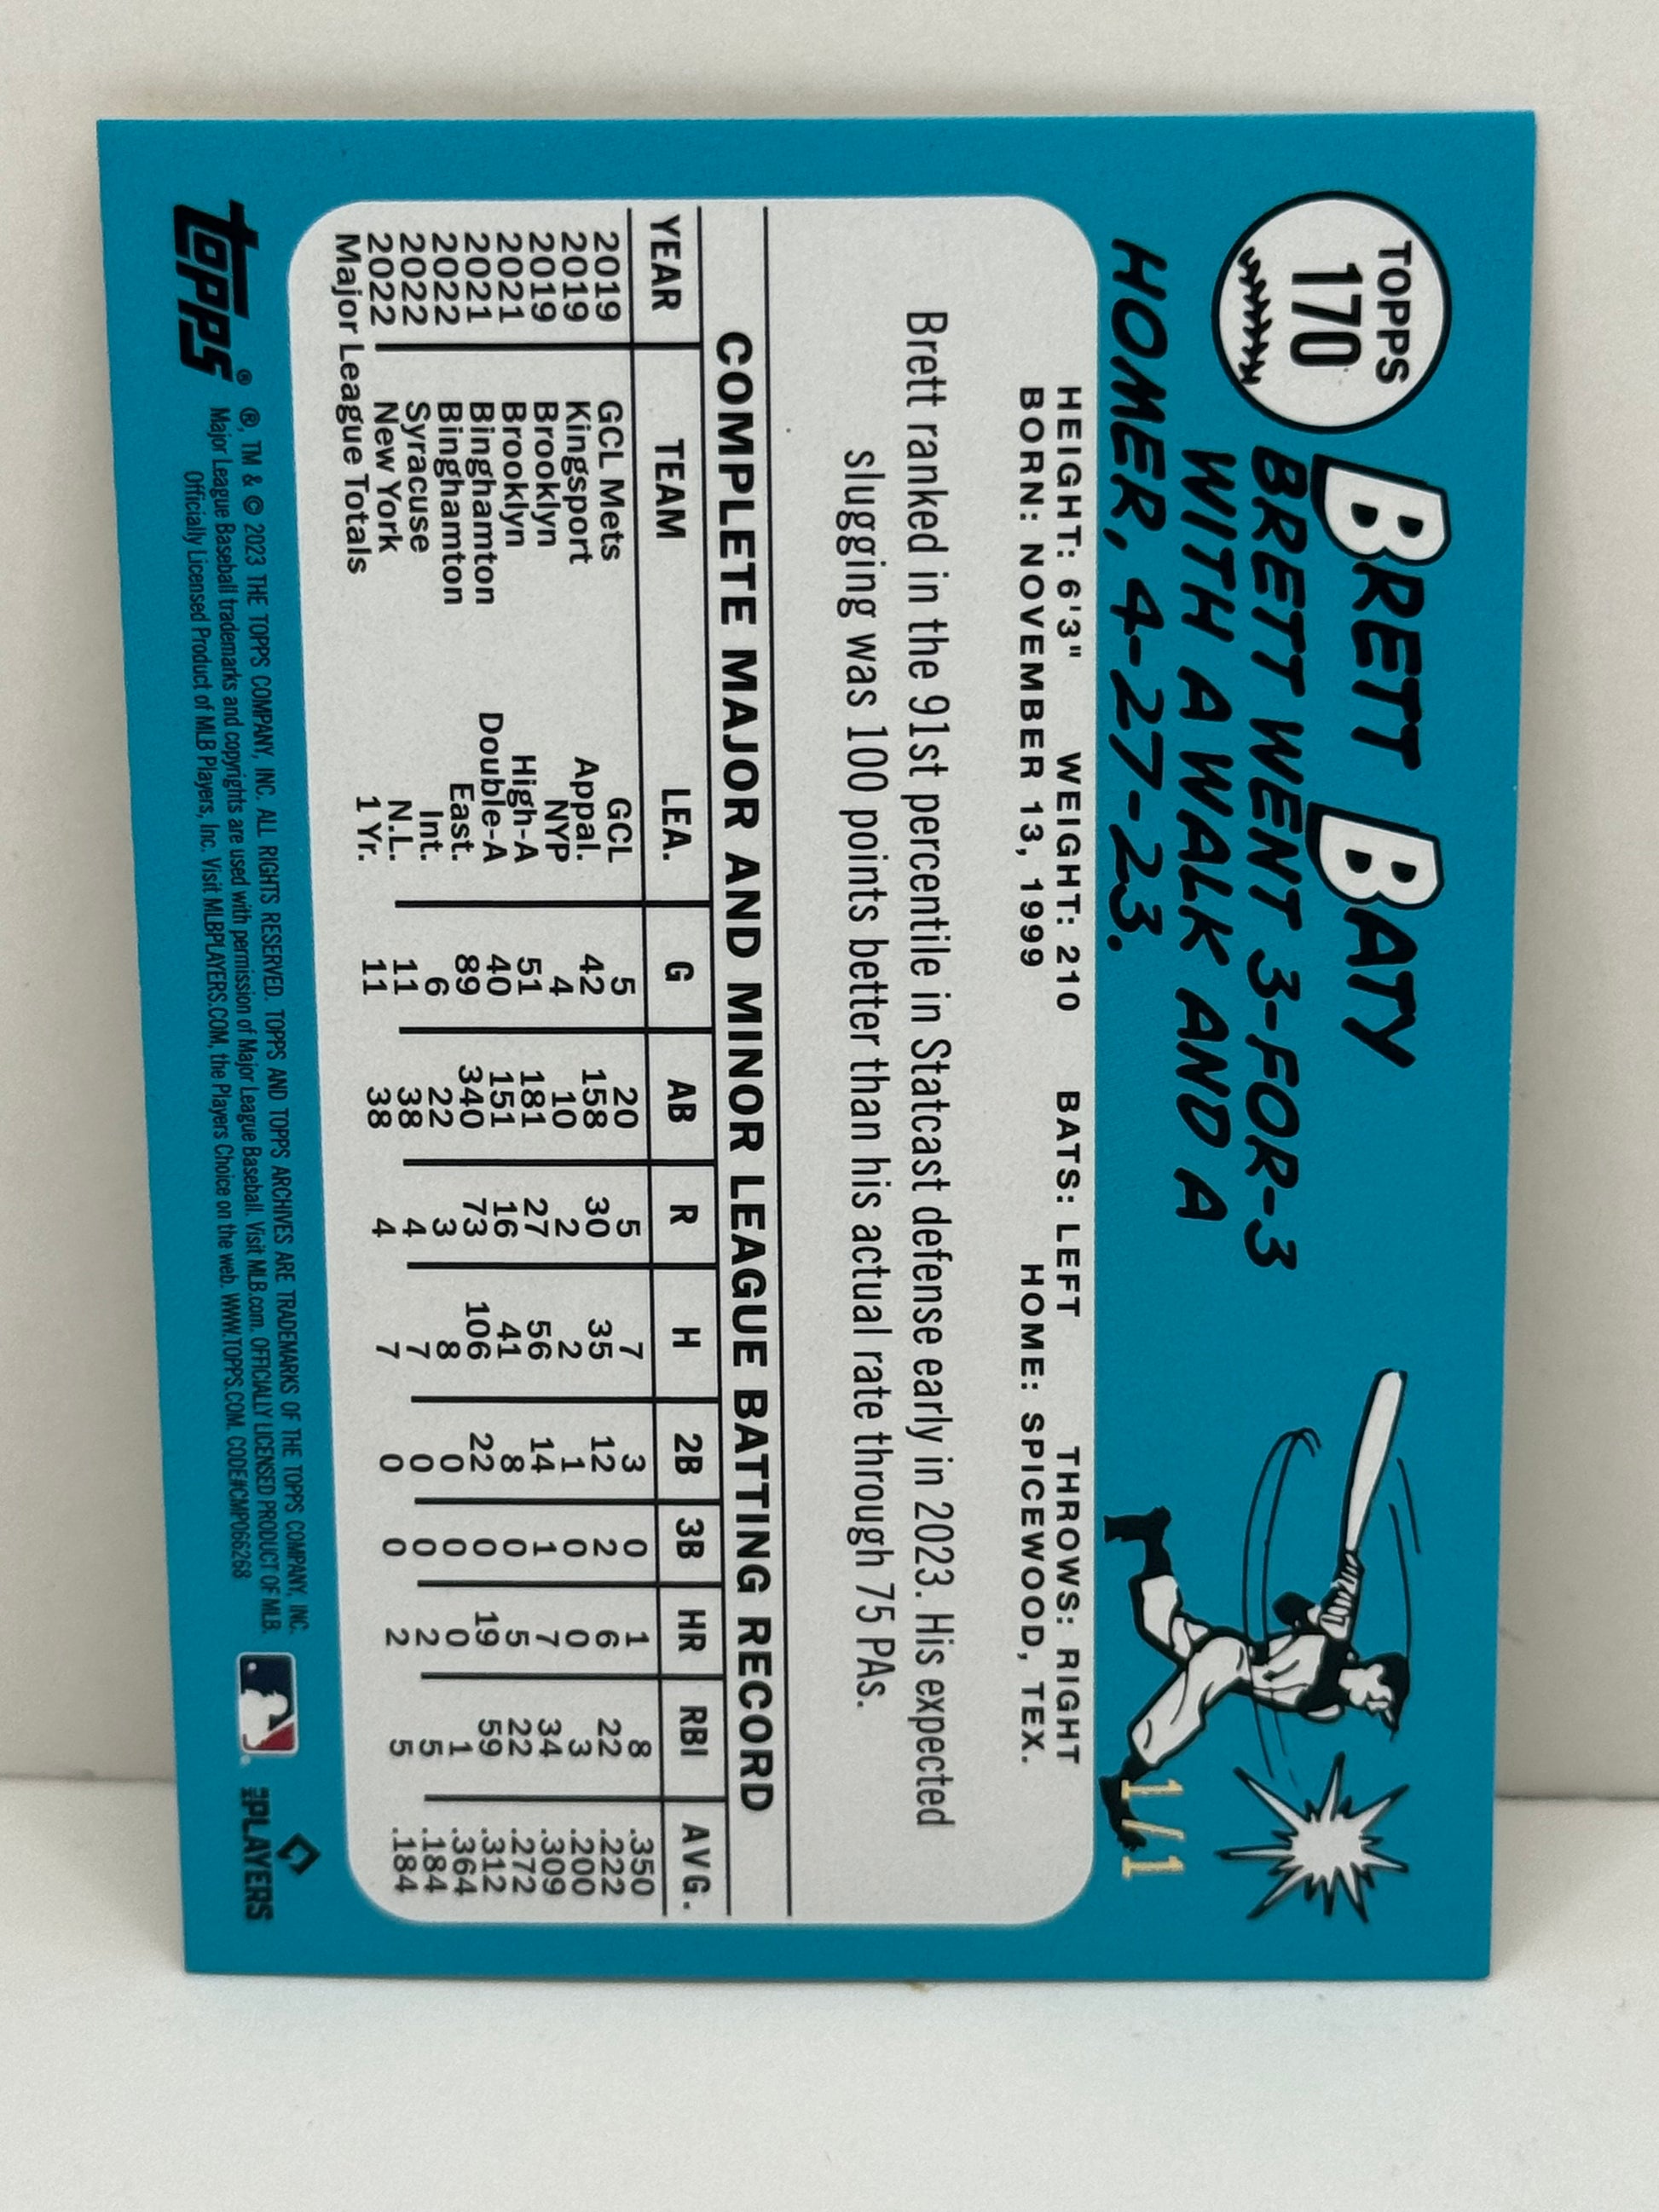 TOPPS
170
BRETT BATY
BRETT WENT 3-FOR-3
WITH A WALK AND A
HOMER, 4-27-23.
1/1
HEIGHT: 6'3" WEIGHT: 210 BATS: LEFT THROWS: RIGHT
BORN: NOVEMBER 13, 1999 HOME: SPICEWOOD, TEX.
Brett ranked in the 91st percentile in Statcast defense early in 2023. His expected
slugging was 100 points better than his actual rate through 75 PAs.
COMPLETE MAJOR AND MINOR LEAGUE BATTING RECORD
YEAR TEAM LEA. G AB R H 2B 3B HR RBI AVG.
2019 GCL Mets GCL 5 20 5 7 3 0 1 8 .350
2019 Kingsport Appal. 42 158 30 35 12 2 6 22 .222
2019 Brooklyn NYP 4 10 2 2 1 0 0 3 .200
2021 Brooklyn High-A 51 181 27 56 14 1 7 34 .309
2021 Binghamton Double-A 40 151 16 41 8 0 5 22 .272
2022 Binghamton East. 89 340 73 106 22 0 19 59 .312
2022 Syracuse Int. 6 22 3 8 0 0 0 1 .364
2022 New York N.L. 11 38 4 7 0 0 2 5 .184
Major League Totals 1 Yr. 11 38 4 7 0 0 2 5 .184
topps®
®, TM & © 2023 THE TOPPS COMPANY, INC. ALL RIGHTS RESERVED. TOPPS AND TOPPS ARCHIVES ARE TRADEMARKS OF THE TOPPS COMPANY, INC.
Major League Baseball trademarks and copyrights are used with permission of Major League Baseball. Visit MLB.com. OFFICIALLY LICENSED PRODUCT OF MLB
Officially Licensed Product of MLB Players, Inc. Visit MLBPLAYERS.COM, the Players Choice on the web. WWW.TOPPS.COM. CODE#CMP066268
MLB PLAYERS